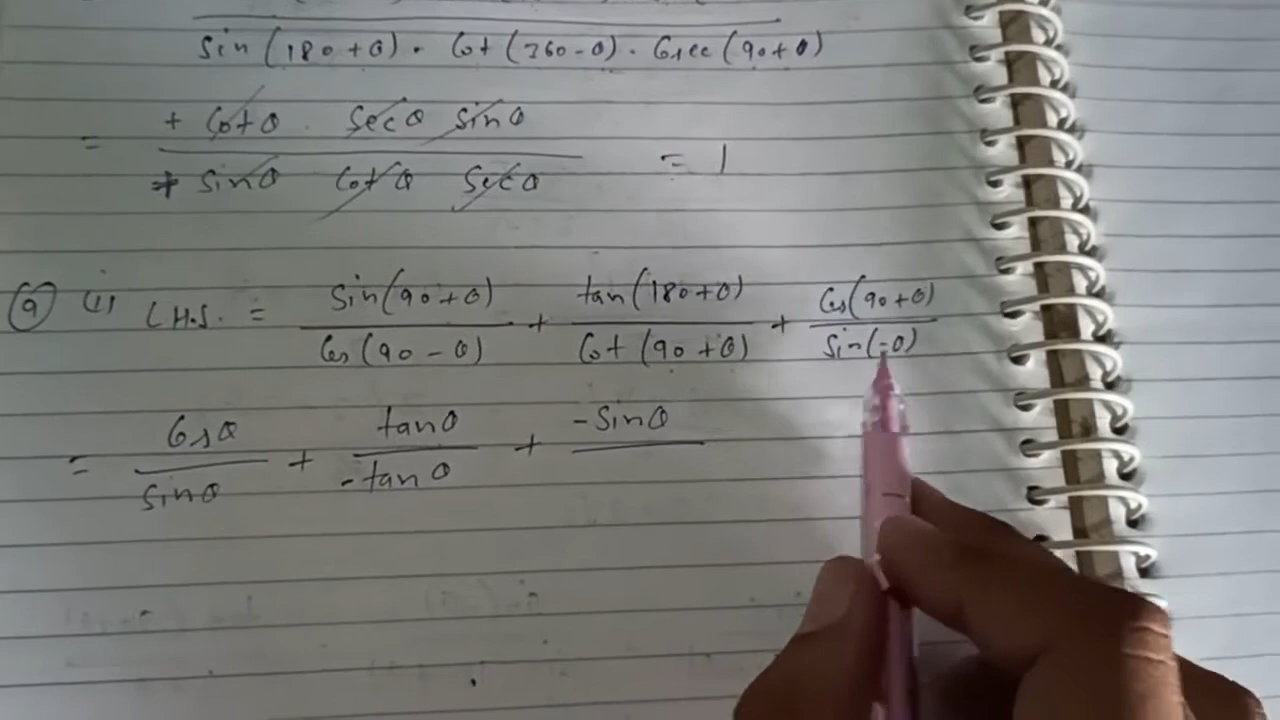 sin (180+θ) . Cot (360-θ) . Cosec (90+θ)
= + Cotθ . Secθ sinθ / + sinθ Cotθ Secθ = 1
(9) (i) L.H.S. = Sin(90+θ) / Cos(90-θ) + tan(180+θ) / Cot(90+θ) + Cos(90+θ) / Sin(-θ)
= Cosθ / sinθ + tanθ / -tanθ + -Sinθ